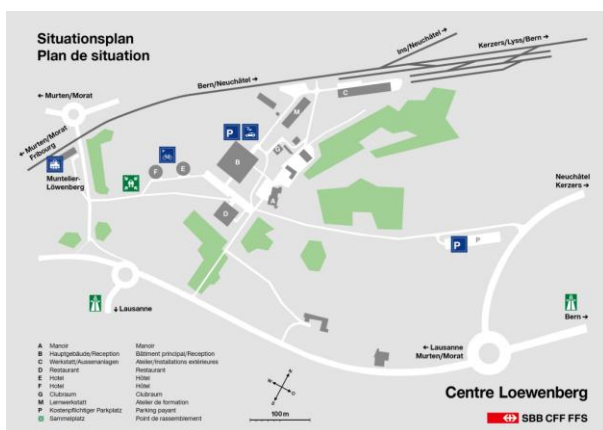 Situationsplan
Plan de situation
Ins/Neuchâtel →
Kerzers/Lyss/Bern →
Bern/Neuchâtel →
← Murten/Morat
← Murten/Morat
Fribourg
Muntelier-
Löwenberg
P
C
M
G
B
E
F
A
D
P
P
Neuchâtel
Kerzers →
Bern →
↓ Lausanne
← Lausanne
Murten/Morat
A Manoir Manoir
B Hauptgebäude/Reception Bâtiment principal/Reception
C Werkstatt/Aussenanlagen Atelier/Installations extérieures
D Restaurant Restaurant
E Hotel Hôtel
F Hotel Hôtel
G Clubraum Clubraum
M Lernwerkstatt Atelier de formation
P Kostenpflichtiger Parkplatz Parking payant
Sammelplatz Point de rassemblement
100 m
Centre Loewenberg
SBB CFF FFS